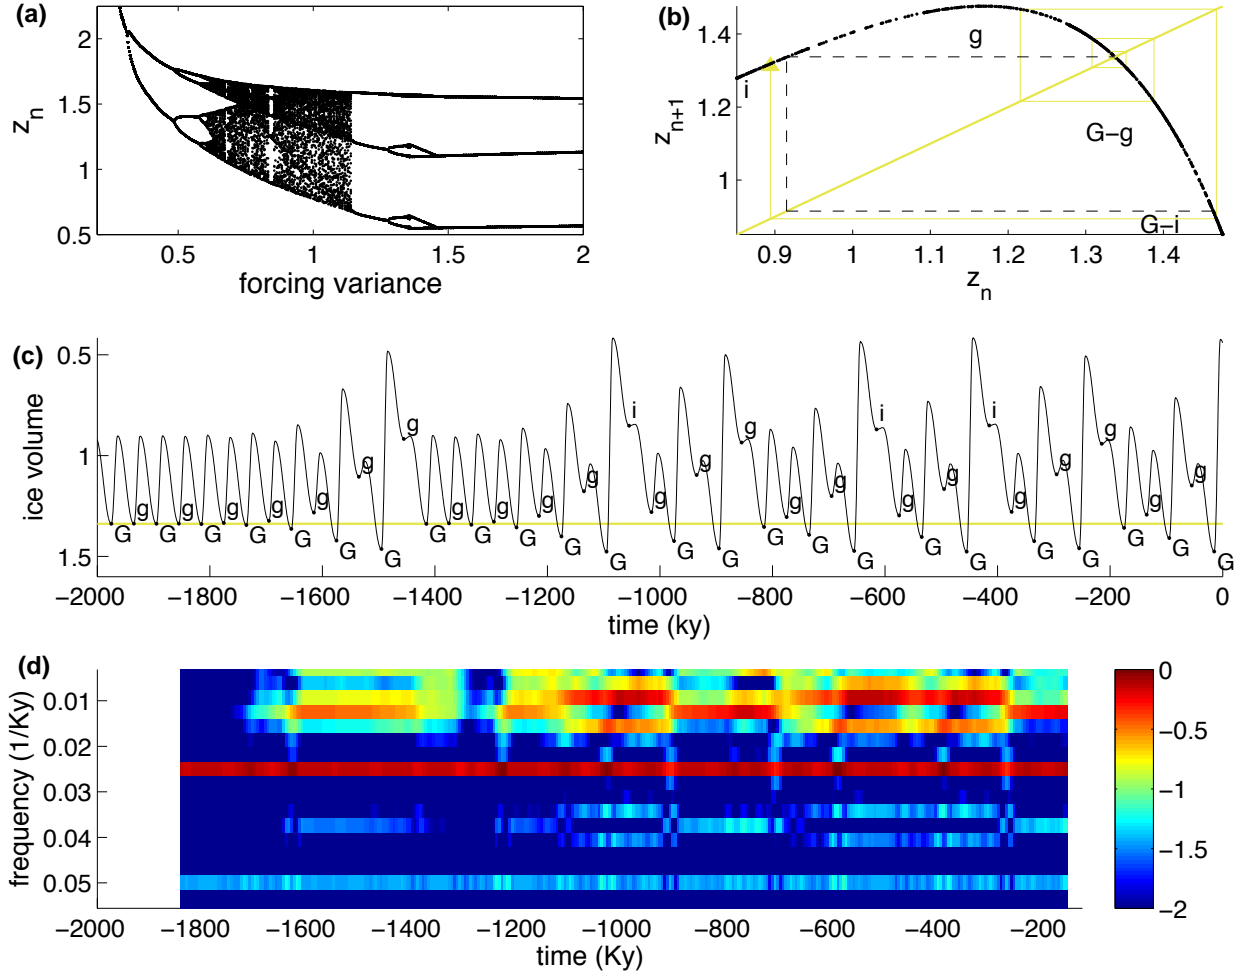 (a)
2
1.5
1
0.5
z_n
0.5 1 1.5 2
forcing variance
(b)
1.4
1.2
1
z_{n+1}
i
g
G−g
G−i
0.9 1 1.1 1.2 1.3 1.4
z_n
(c)
0.5
1
1.5
ice volume
G g G g G g G g G g G g G g G g G g G g G i G g G g G g G i G g G i G g G g G g G
−2000 −1800 −1600 −1400 −1200 −1000 −800 −600 −400 −200 0
time (ky)
(d)
0.01
0.02
0.03
0.04
0.05
frequency (1/Ky)
−2000 −1800 −1600 −1400 −1200 −1000 −800 −600 −400 −200
time (Ky)
0
−0.5
−1
−1.5
−2